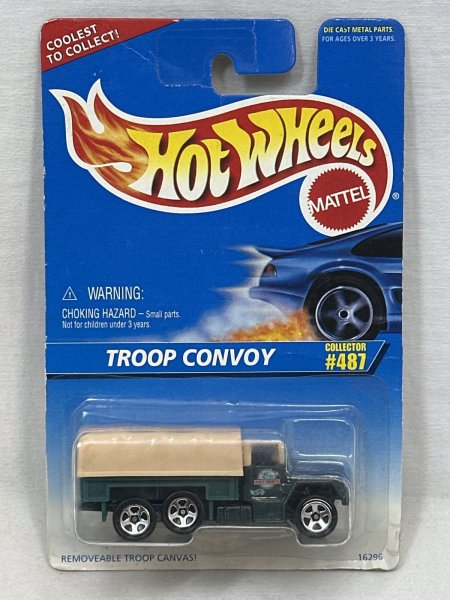 COOLEST
TO COLLECT!
DIE CAST METAL PARTS.
FOR AGES OVER 3 YEARS.
HOT WHEELS
MATTEL
®
⚠ WARNING:
CHOKING HAZARD – Small parts.
Not for children under 3 years.
TROOP CONVOY
COLLECTOR
#487
REMOVEABLE TROOP CANVAS!
16296